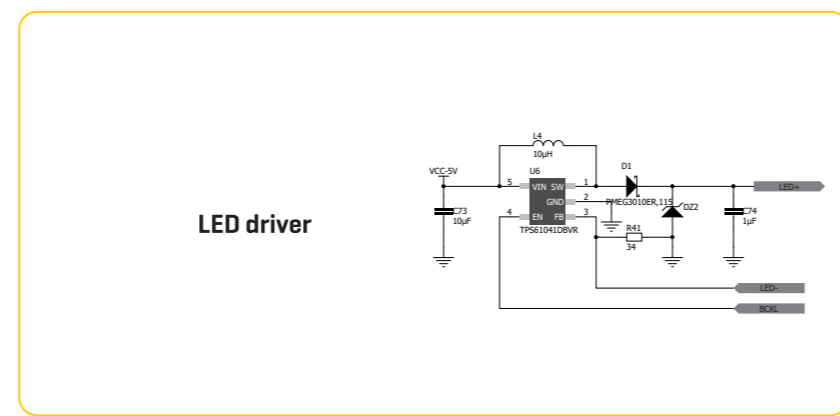 LED driver
L4
10µH
VCC-5V
U6
D1
5 VIN SW 1
GND 2
4 EN FB 3
TPS61041DBVR
PMEG3010ER,115
DZ2
C73
10µF
R41
34
C74
1µF
LED+
LED-
BCKL